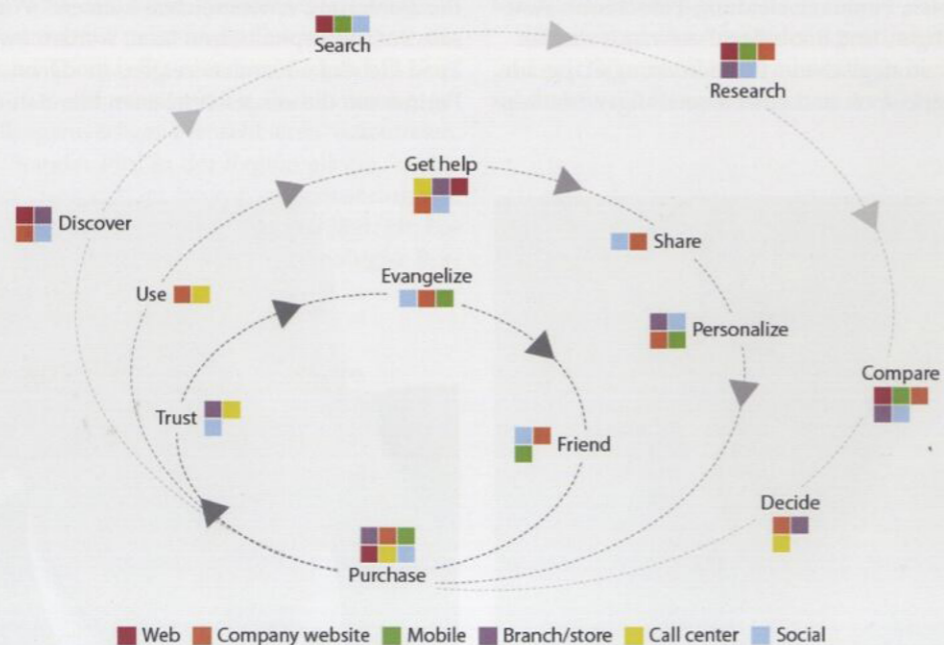 Search
Research
Get help
Discover
Share
Use
Evangelize
Personalize
Compare
Trust
Friend
Decide
Purchase
Web Company website Mobile Branch/store Call center Social